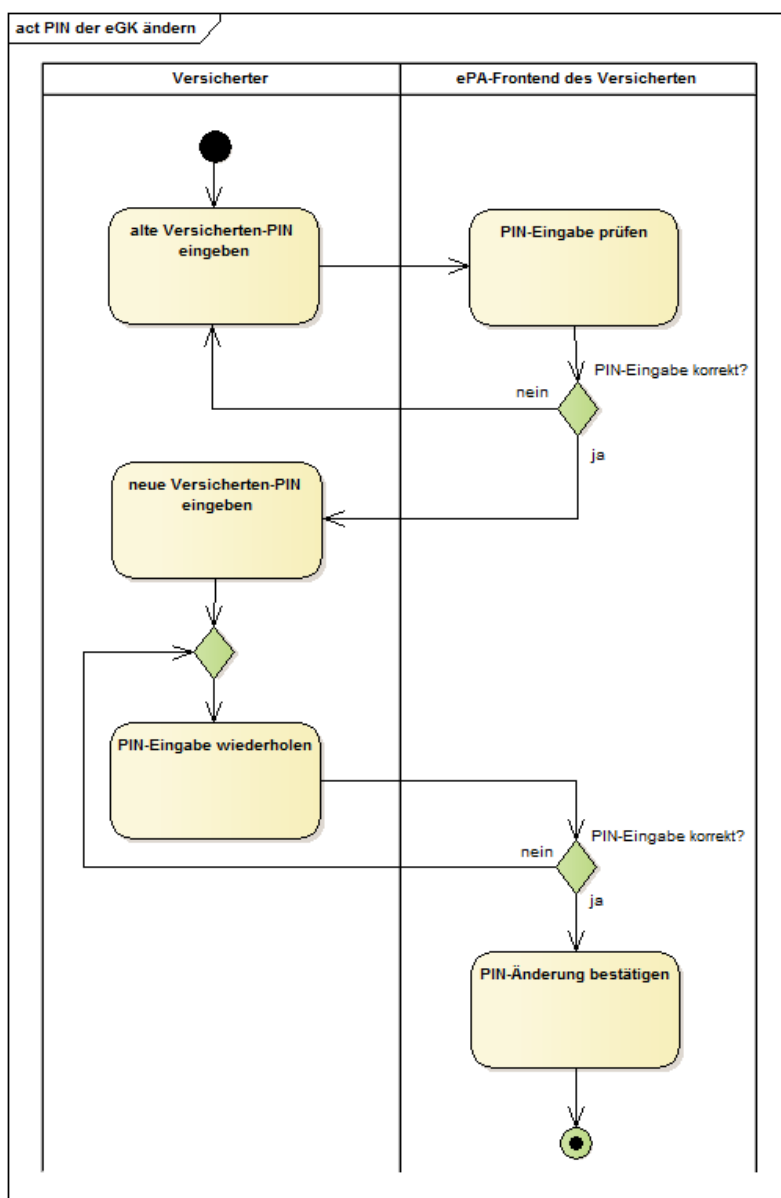 act PIN der eGK ändern
Versicherter
ePA-Frontend des Versicherten
alte Versicherten-PIN
eingeben
PIN-Eingabe prüfen
PIN-Eingabe korrekt?
nein
ja
neue Versicherten-PIN
eingeben
PIN-Eingabe wiederholen
PIN-Eingabe korrekt?
nein
ja
PIN-Änderung bestätigen